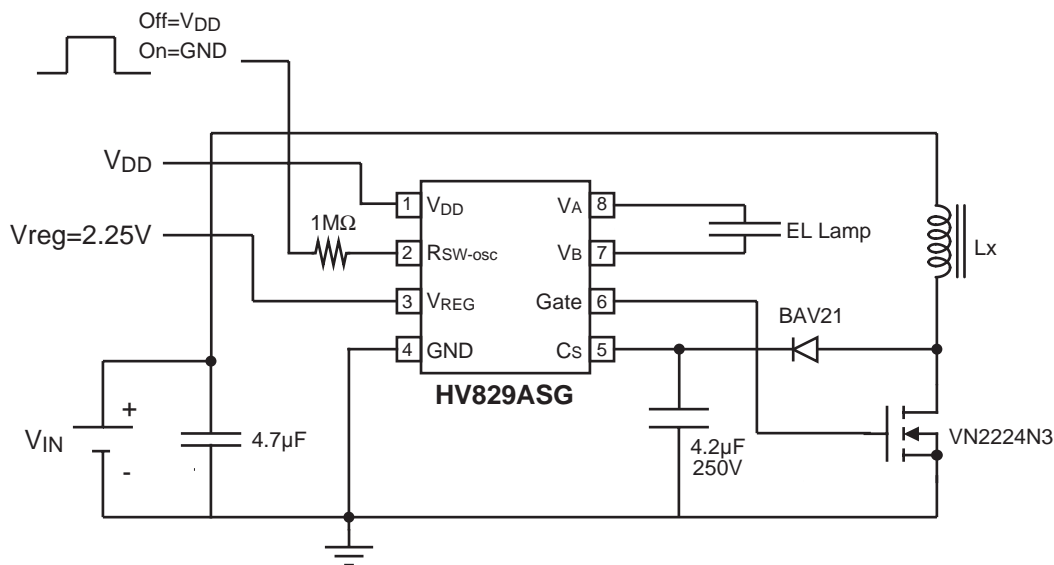 Off=VDD
On=GND
VDD
Vreg=2.25V
1MΩ
1 VDD
2 RSW-osc
3 VREG
4 GND
VA 8
VB 7
Gate 6
Cs 5
HV829ASG
EL Lamp
Lx
BAV21
VIN
+
-
4.7µF
4.2µF
250V
VN2224N3